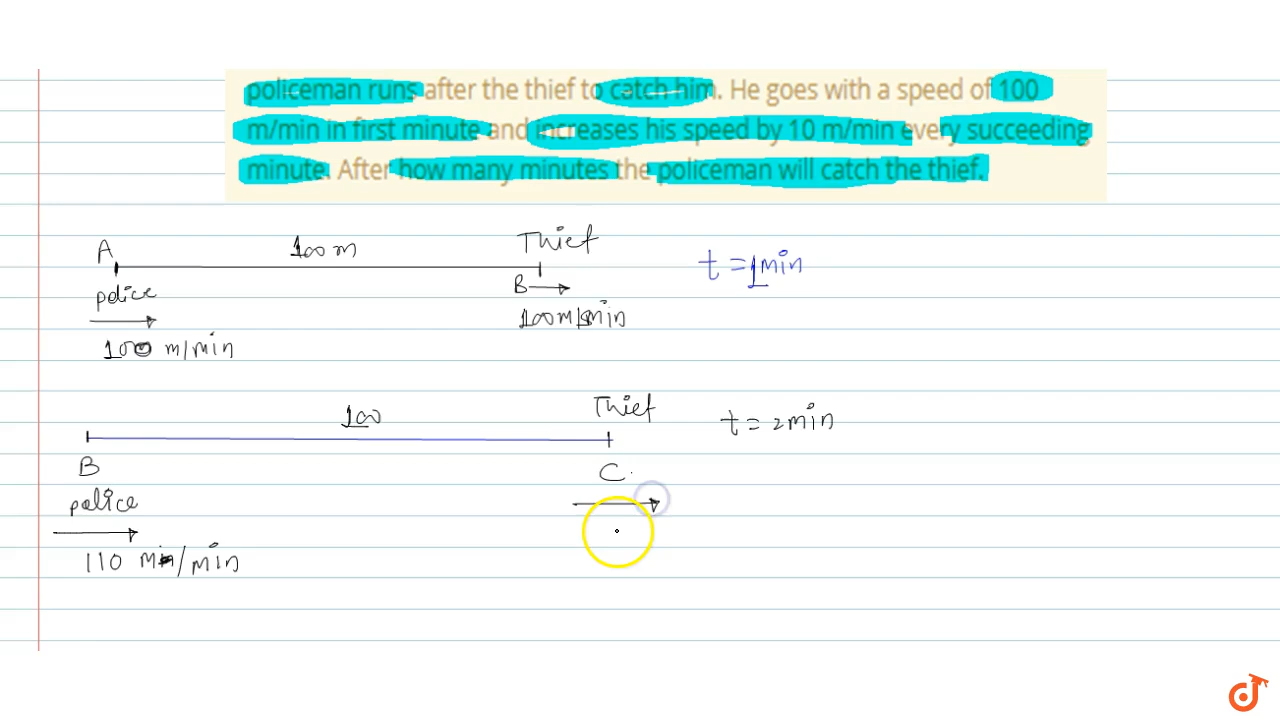 policeman runs after the thief to catch him. He goes with a speed of 100
m/min in first minute and increases his speed by 10 m/min every succeeding
minute. After how many minutes the policeman will catch the thief.
A 100 m Thief
t = 1 min
police B
100 m/min 100 m/min
100 Thief t = 2 min
B C
police
110 m/min